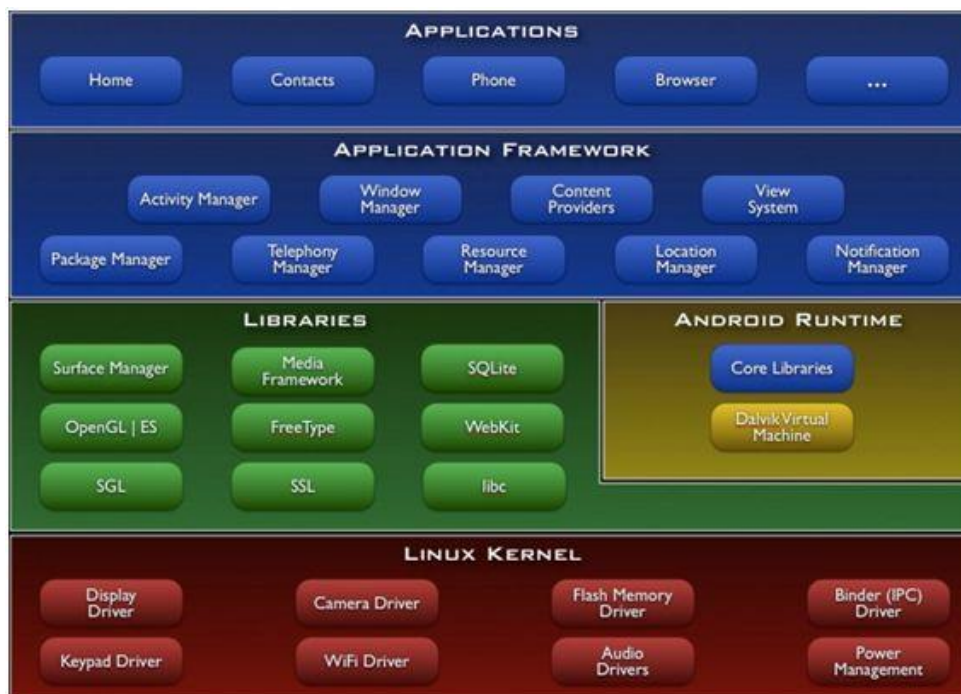 APPLICATIONS
Home Contacts Phone Browser ...
APPLICATION FRAMEWORK
Activity Manager
Window
Manager
Content
Providers
View
System
Package Manager
Telephony
Manager
Resource
Manager
Location
Manager
Notification
Manager
LIBRARIES
Surface Manager
Media
Framework
SQLite
OpenGL | ES
FreeType
WebKit
SGL
SSL
libc
ANDROID RUNTIME
Core Libraries
Dalvik Virtual
Machine
LINUX KERNEL
Display
Driver
Camera Driver
Flash Memory
Driver
Binder (IPC)
Driver
Keypad Driver
WiFi Driver
Audio
Drivers
Power
Management